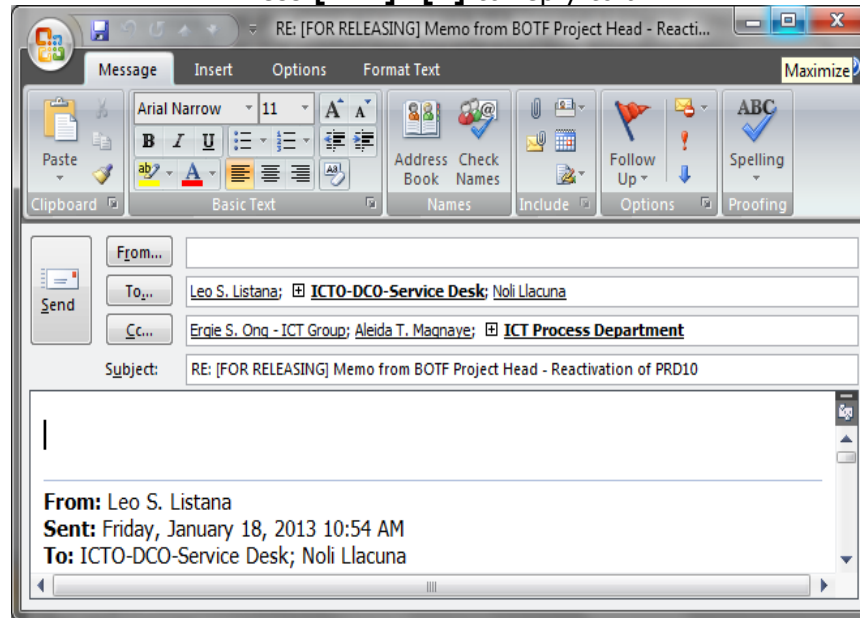 RE: [FOR RELEASING] Memo from BOTF Project Head - Reacti...
Message Insert Options Format Text
Maximize
Arial Narrow 11
Paste
Address Book
Check Names
Follow Up
ABC
Spelling
Clipboard Basic Text Names Include Options Proofing
From...
Send
To... Leo S. Listana; ICTO-DCO-Service Desk; Noli Llacuna
Cc... Ergie S. Ong - ICT Group; Aleida T. Magnaye; ICT Process Department
Subject: RE: [FOR RELEASING] Memo from BOTF Project Head - Reactivation of PRD10
From: Leo S. Listana
Sent: Friday, January 18, 2013 10:54 AM
To: ICTO-DCO-Service Desk; Noli Llacuna